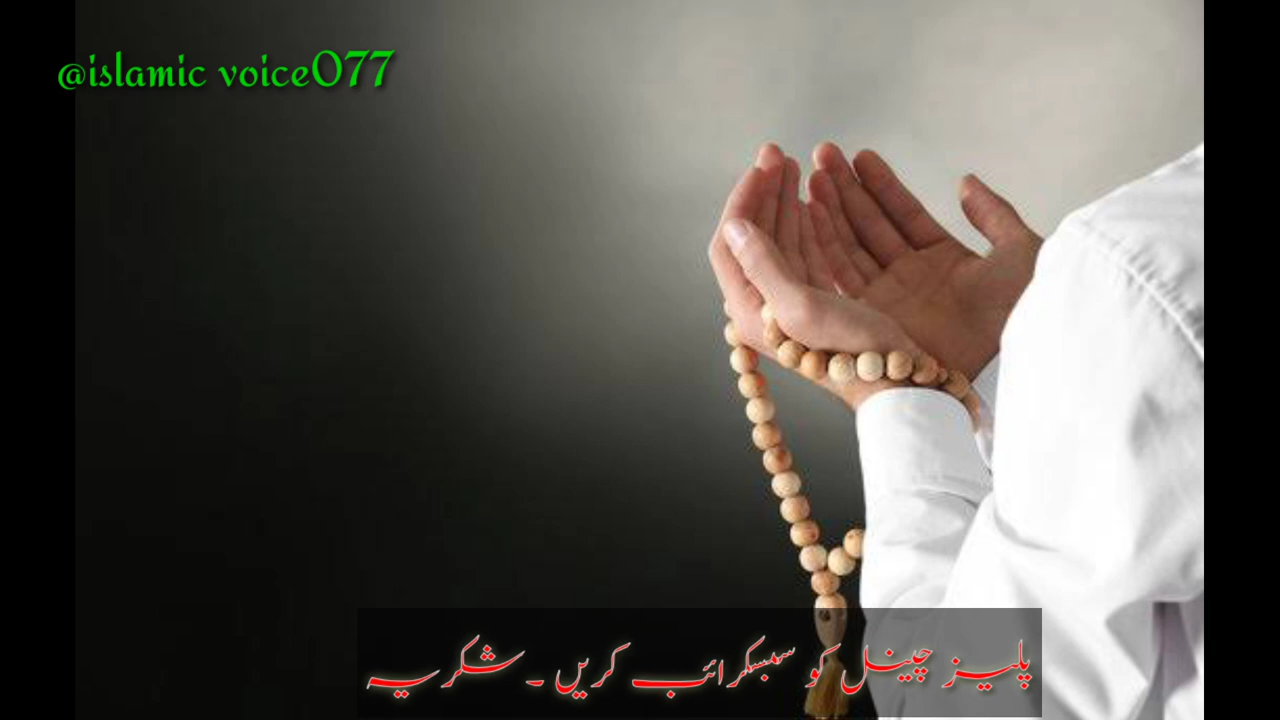 @islamic voice077
پلیز چینل کو سبسکرائب کریں ۔ شکریہ